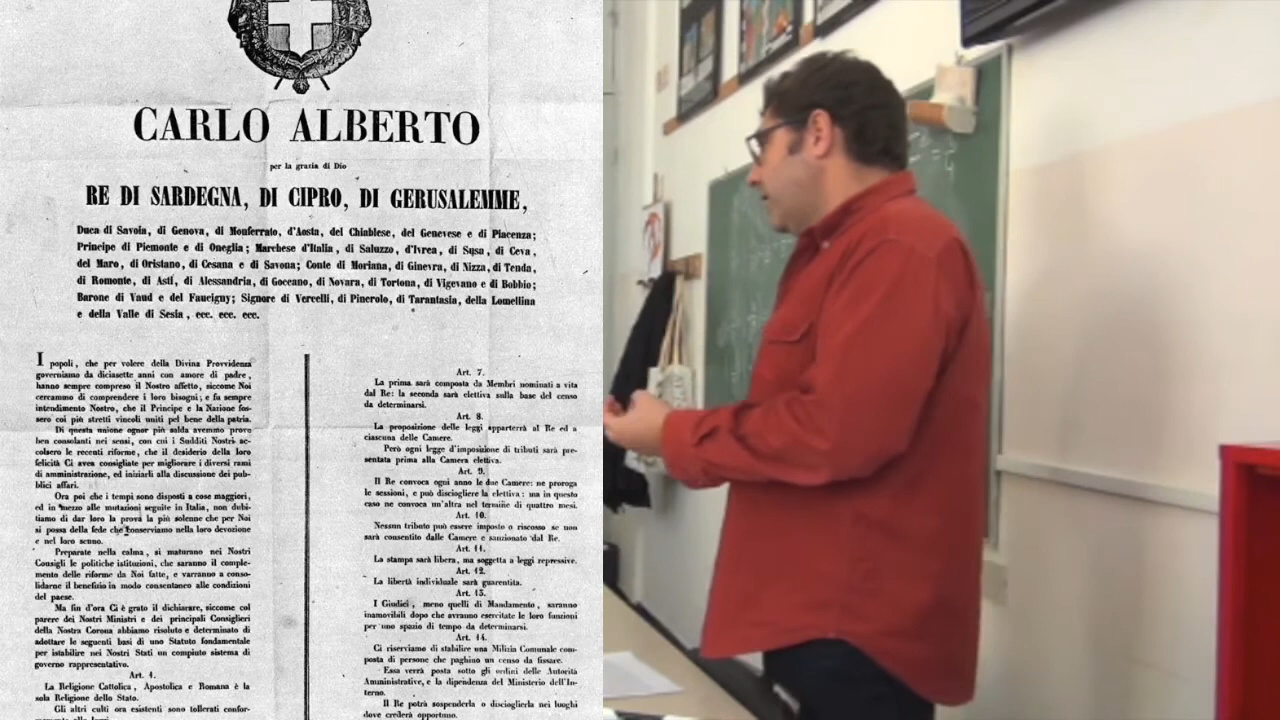 CARLO ALBERTO
per la grazia di Dio
RE DI SARDEGNA, DI CIPRO, DI GERUSALEMME,
Duca di Savoia, di Genova, di Monferrato, d'Aosta, del Chiablese, del Genevese e di Piacenza;
Principe di Piemonte e di Oneglia; Marchese d'Italia, di Saluzzo, d'Ivrea, di Susa, di Ceva,
del Maro, di Oristano, di Cesana e di Savona; Conte di Moriana, di Ginevra, di Nizza, di Tenda,
di Romonte, di Asti, di Alessandria, di Goceano, di Novara, di Tortona, di Vigevano e di Bobbio;
Barone di Vaud e del Faucigny; Signore di Vercelli, di Pinerolo, di Tarantasia, della Lomellina
e della Valle di Sesia, ecc. ecc. ecc.
I popoli, che per volere della Divina Provvidenza
governiamo da diciasette anni con amore di padre,
hanno sempre compreso il Nostro affetto, siccome Noi
cercammo di comprendere i loro bisogni; e fu sempre
intendimento Nostro, che il Principe e la Nazione fos-
sero coi più stretti vincoli uniti pel bene della patria.
Di questa unione ognor più salda avemmo prove
ben consolanti nei sensi, con cui i Sudditi Nostri ac-
colsero le recenti riforme, che il desiderio della loro
felicità Ci avea consigliate per migliorare i diversi rami
di amministrazione, ed iniziarli alla discussione dei pub-
blici affari.
Ora poi che i tempi sono disposti a cose maggiori,
ed in mezzo alle mutazioni seguite in Italia, non dubi-
tiamo di dar loro la prova la più solenne che per Noi
si possa della fede che conserviamo nella loro devozione
e nel loro senno.
Preparate nella calma, si maturano nei Nostri
Consigli le politiche istituzioni, che saranno il comple-
mento delle riforme da Noi fatte, e varranno a conso-
lidarne il benefizio in modo consentaneo alle condizioni
del paese.
Ma fin d'ora Ci è grato il dichiarare, siccome col
parere dei Nostri Ministri e dei principali Consiglieri
della Nostra Corona abbiamo risoluto e determinato di
adottare le seguenti basi di uno Statuto fondamentale
per istabilire nei Nostri Stati un compiuto sistema di
governo rappresentativo.
Art. 1.
La Religione Cattolica, Apostolica e Romana è la
sola Religione dello Stato.
Gli altri culti ora esistenti sono tollerati confor-
memente alle leggi.
Art. 7.
La prima sarà composta da Membri nominati a vita
dal Re: la seconda sarà elettiva sulla base del censo
da determinarsi.
Art. 8.
La proposizione delle leggi apparterrà al Re ed a
ciascuna delle Camere.
Però ogni legge d'imposizione di tributi sarà pre-
sentata prima alla Camera elettiva.
Art. 9.
Il Re convoca ogni anno le due Camere: ne proroga
le sessioni, e può disciogliere la elettiva: ma in questo
caso ne convoca un'altra nel termine di quattro mesi.
Art. 10.
Nessun tributo può essere imposto o riscosso se non
sarà consentito dalle Camere e sanzionato dal Re.
Art. 11.
La stampa sarà libera, ma soggetta a leggi repressive.
Art. 12.
La libertà individuale sarà guarentita.
Art. 13.
I Giudici, meno quelli di Mandamento, saranno
inamovibili dopo che avranno esercitate le loro funzioni
per uno spazio di tempo da determinarsi.
Art. 14.
Ci riserviamo di stabilire una Milizia Comunale com-
posta di persone che paghino un censo da fissare.
Essa verrà posta sotto gli ordini delle Autorità
Amministrative, e la dipendenza del Ministero dell'In-
terno.
Il Re potrà sospenderla o discioglierla nei luoghi
dove crederà opportuno.